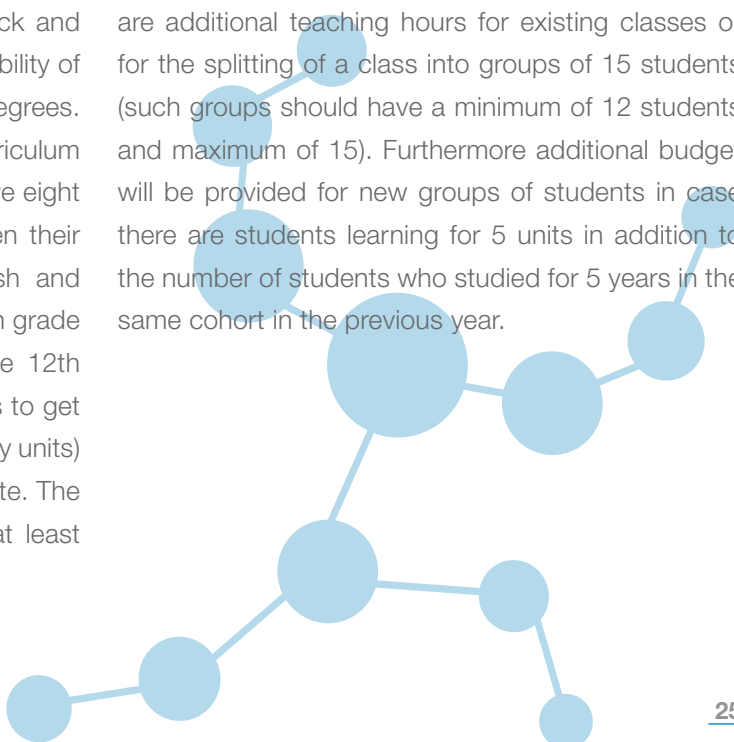 ck and
bility of
egrees.
riculum
e eight
en their
sh and
n grade
e 12th
s to get
y units)
te. The
at least
are additional teaching hours for existing classes o
for the splitting of a class into groups of 15 students
(such groups should have a minimum of 12 students
and maximum of 15). Furthermore additional budge
will be provided for new groups of students in case
there are students learning for 5 units in addition to
the number of students who studied for 5 years in the
same cohort in the previous year.
25